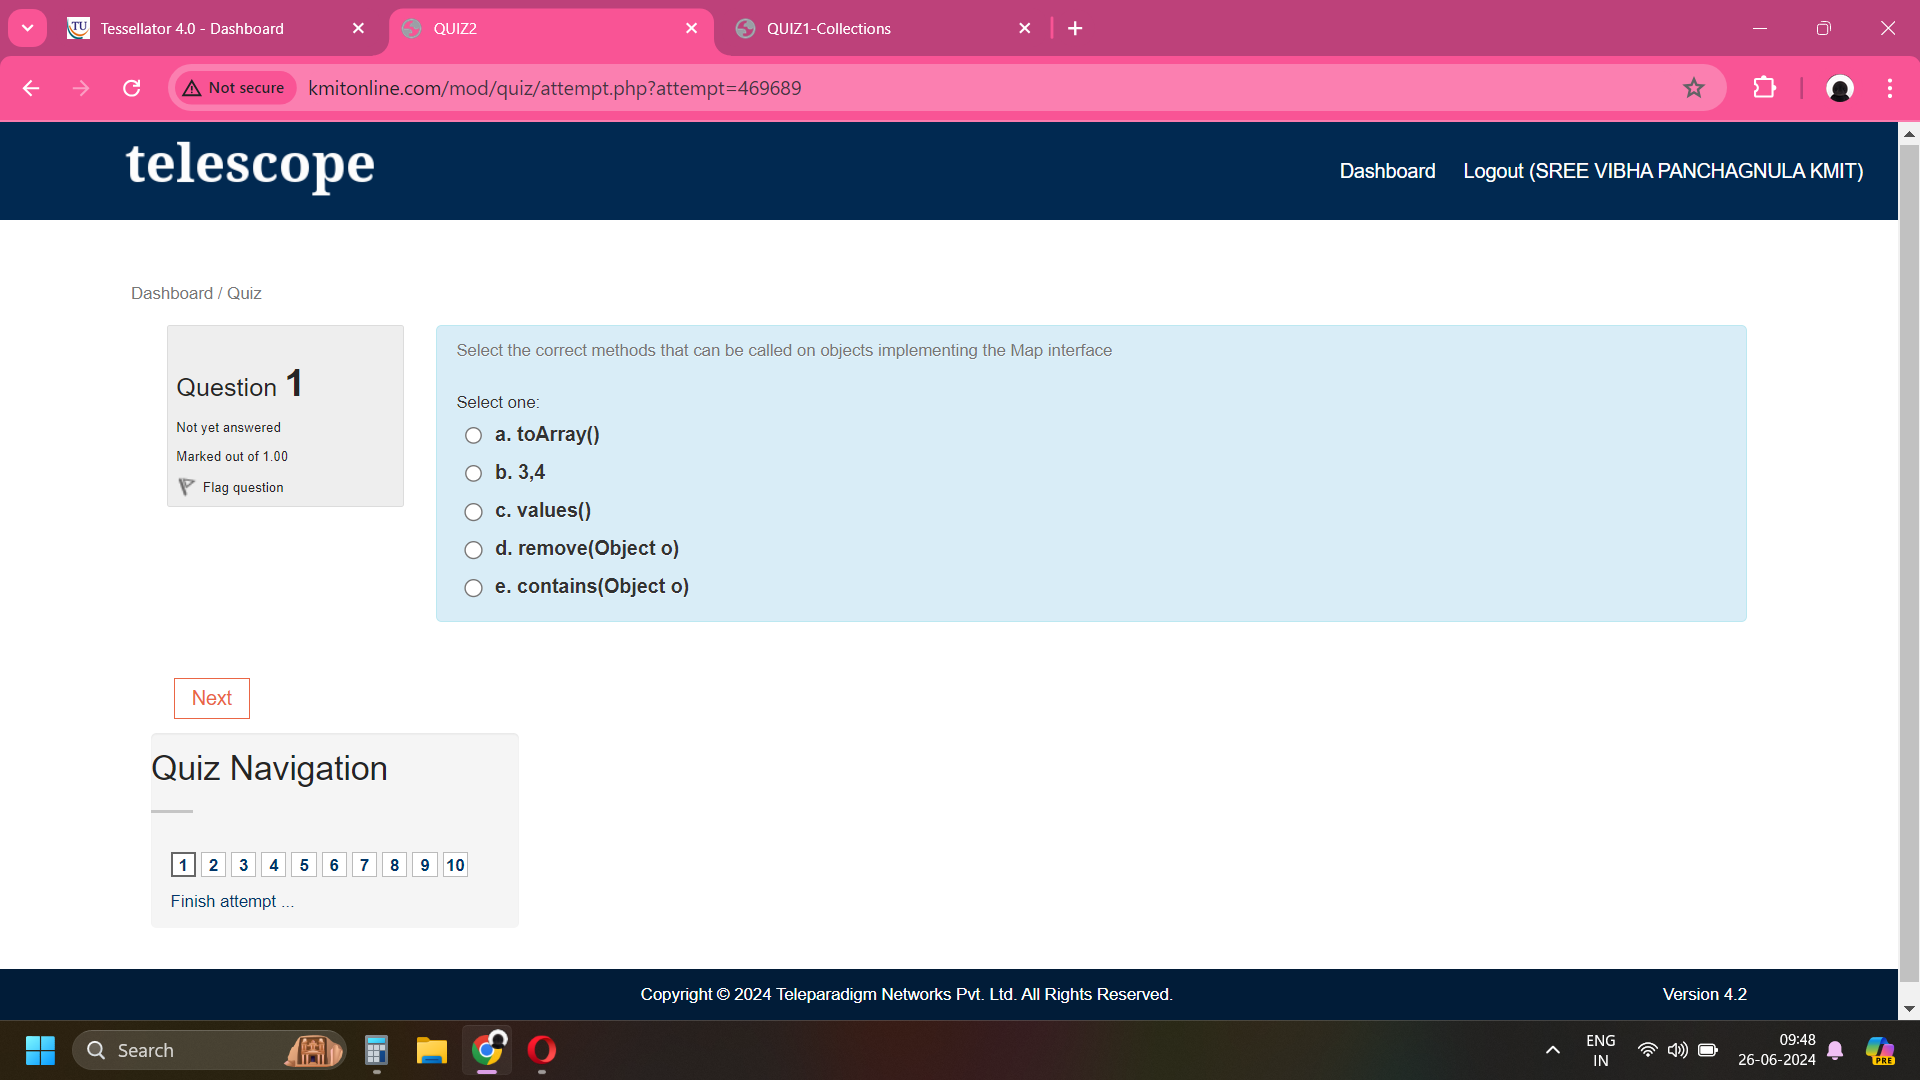 Tessellator 4.0 - Dashboard
QUIZ2
QUIZ1-Collections
Not secure
kmitonline.com/mod/quiz/attempt.php?attempt=469689
telescope
Dashboard
Logout (SREE VIBHA PANCHAGNULA KMIT)
Dashboard / Quiz
Question 1
Not yet answered
Marked out of 1.00
Flag question
Select the correct methods that can be called on objects implementing the Map interface
Select one:
a. toArray()
b. 3,4
c. values()
d. remove(Object o)
e. contains(Object o)
Next
Quiz Navigation
1 2 3 4 5 6 7 8 9 10
Finish attempt ...
Copyright © 2024 Teleparadigm Networks Pvt. Ltd. All Rights Reserved.
Version 4.2
Search
ENG
IN
09:48
26-06-2024
PRE
TU